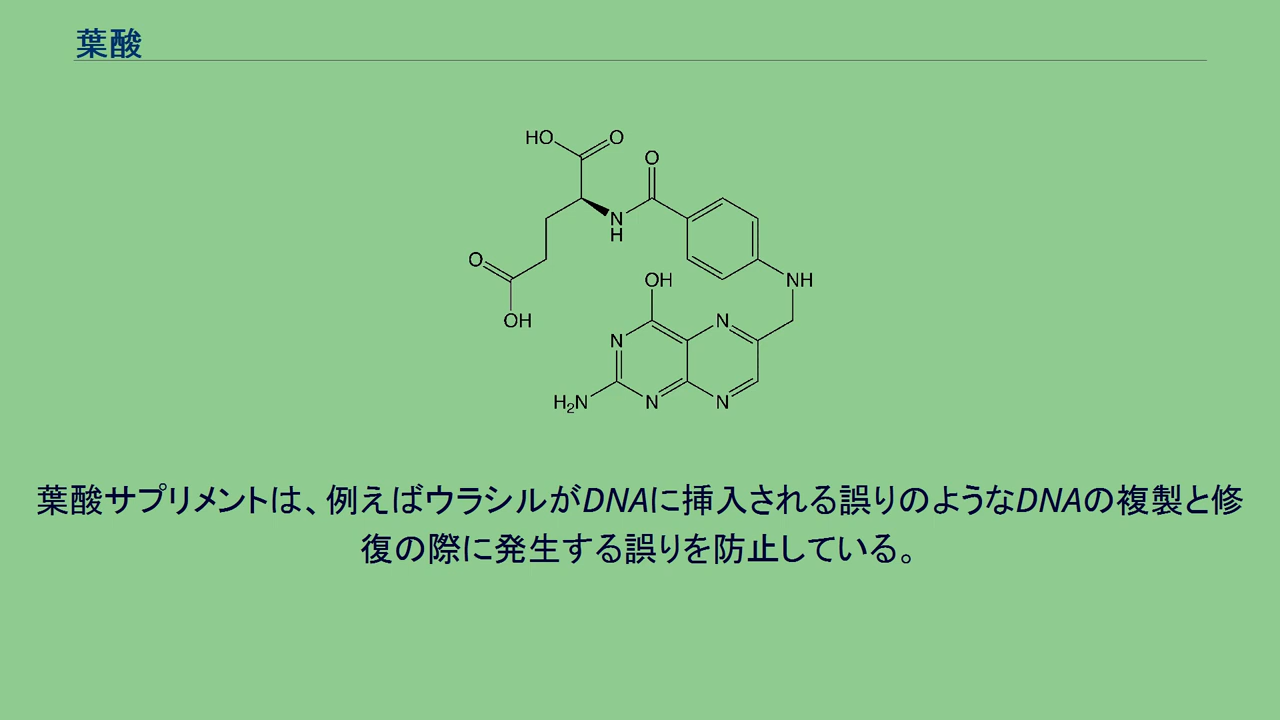 葉酸
HO
O
O
N
H
O
OH
NH
OH
N
N
H₂N
N
N
葉酸サプリメントは、例えばウラシルがDNAに挿入される誤りのようなDNAの複製と修
復の際に発生する誤りを防止している。